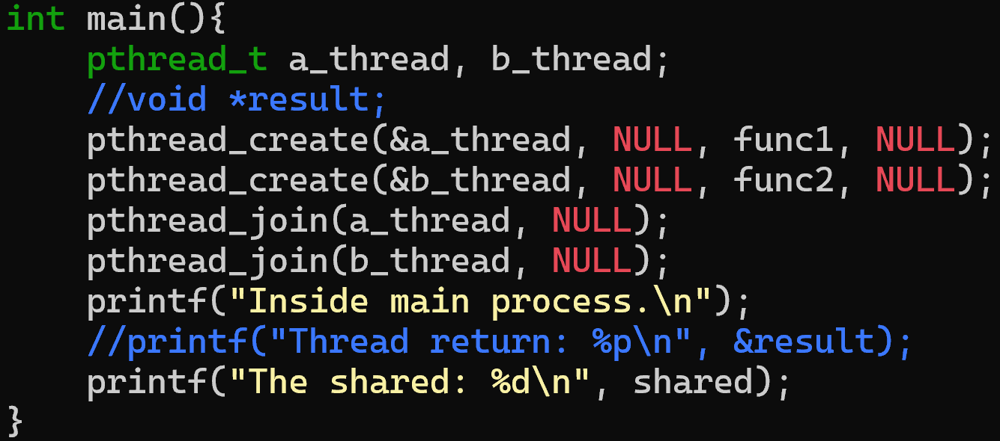 int main(){
    pthread_t a_thread, b_thread;
    //void *result;
    pthread_create(&a_thread, NULL, func1, NULL);
    pthread_create(&b_thread, NULL, func2, NULL);
    pthread_join(a_thread, NULL);
    pthread_join(b_thread, NULL);
    printf("Inside main process.\n");
    //printf("Thread return: %p\n", &result);
    printf("The shared: %d\n", shared);
}